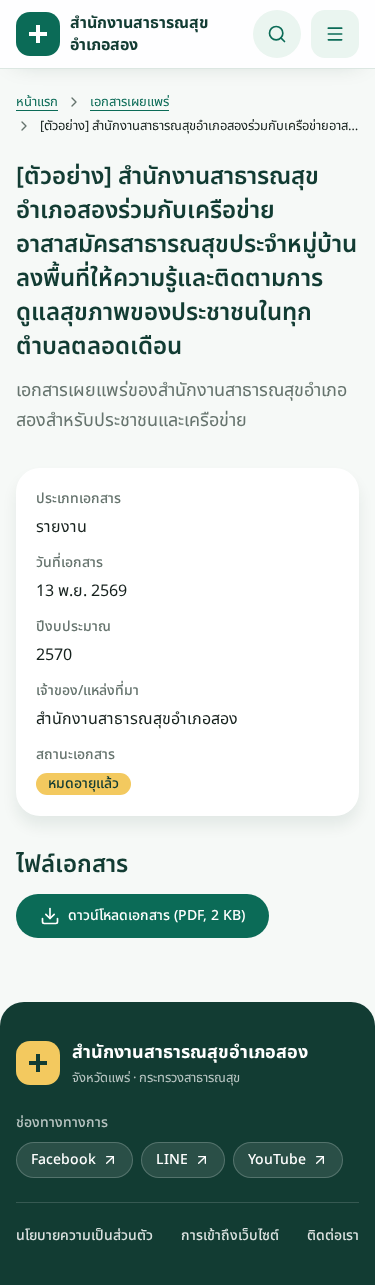 สำนักงานสาธารณสุข
อำเภอสอง
หน้าแรก
เอกสารเผยแพร่
[ตัวอย่าง] สำนักงานสาธารณสุขอำเภอสองร่วมกับเครือข่ายอาส...
[ตัวอย่าง] สำนักงานสาธารณสุข
อำเภอสองร่วมกับเครือข่าย
อาสาสมัครสาธารณสุขประจำหมู่บ้าน
ลงพื้นที่ให้ความรู้และติดตามการ
ดูแลสุขภาพของประชาชนในทุก
ตำบลตลอดเดือน
เอกสารเผยแพร่ของสำนักงานสาธารณสุขอำเภอ
สองสำหรับประชาชนและเครือข่าย
ประเภทเอกสาร
รายงาน
วันที่เอกสาร
13 พ.ย. 2569
ปีงบประมาณ
2570
เจ้าของ/แหล่งที่มา
สำนักงานสาธารณสุขอำเภอสอง
สถานะเอกสาร
หมดอายุแล้ว
ไฟล์เอกสาร
ดาวน์โหลดเอกสาร (PDF, 2 KB)
สำนักงานสาธารณสุขอำเภอสอง
จังหวัดแพร่ · กระทรวงสาธารณสุข
ช่องทางทางการ
Facebook
LINE
YouTube
นโยบายความเป็นส่วนตัว
การเข้าถึงเว็บไซต์
ติดต่อเรา